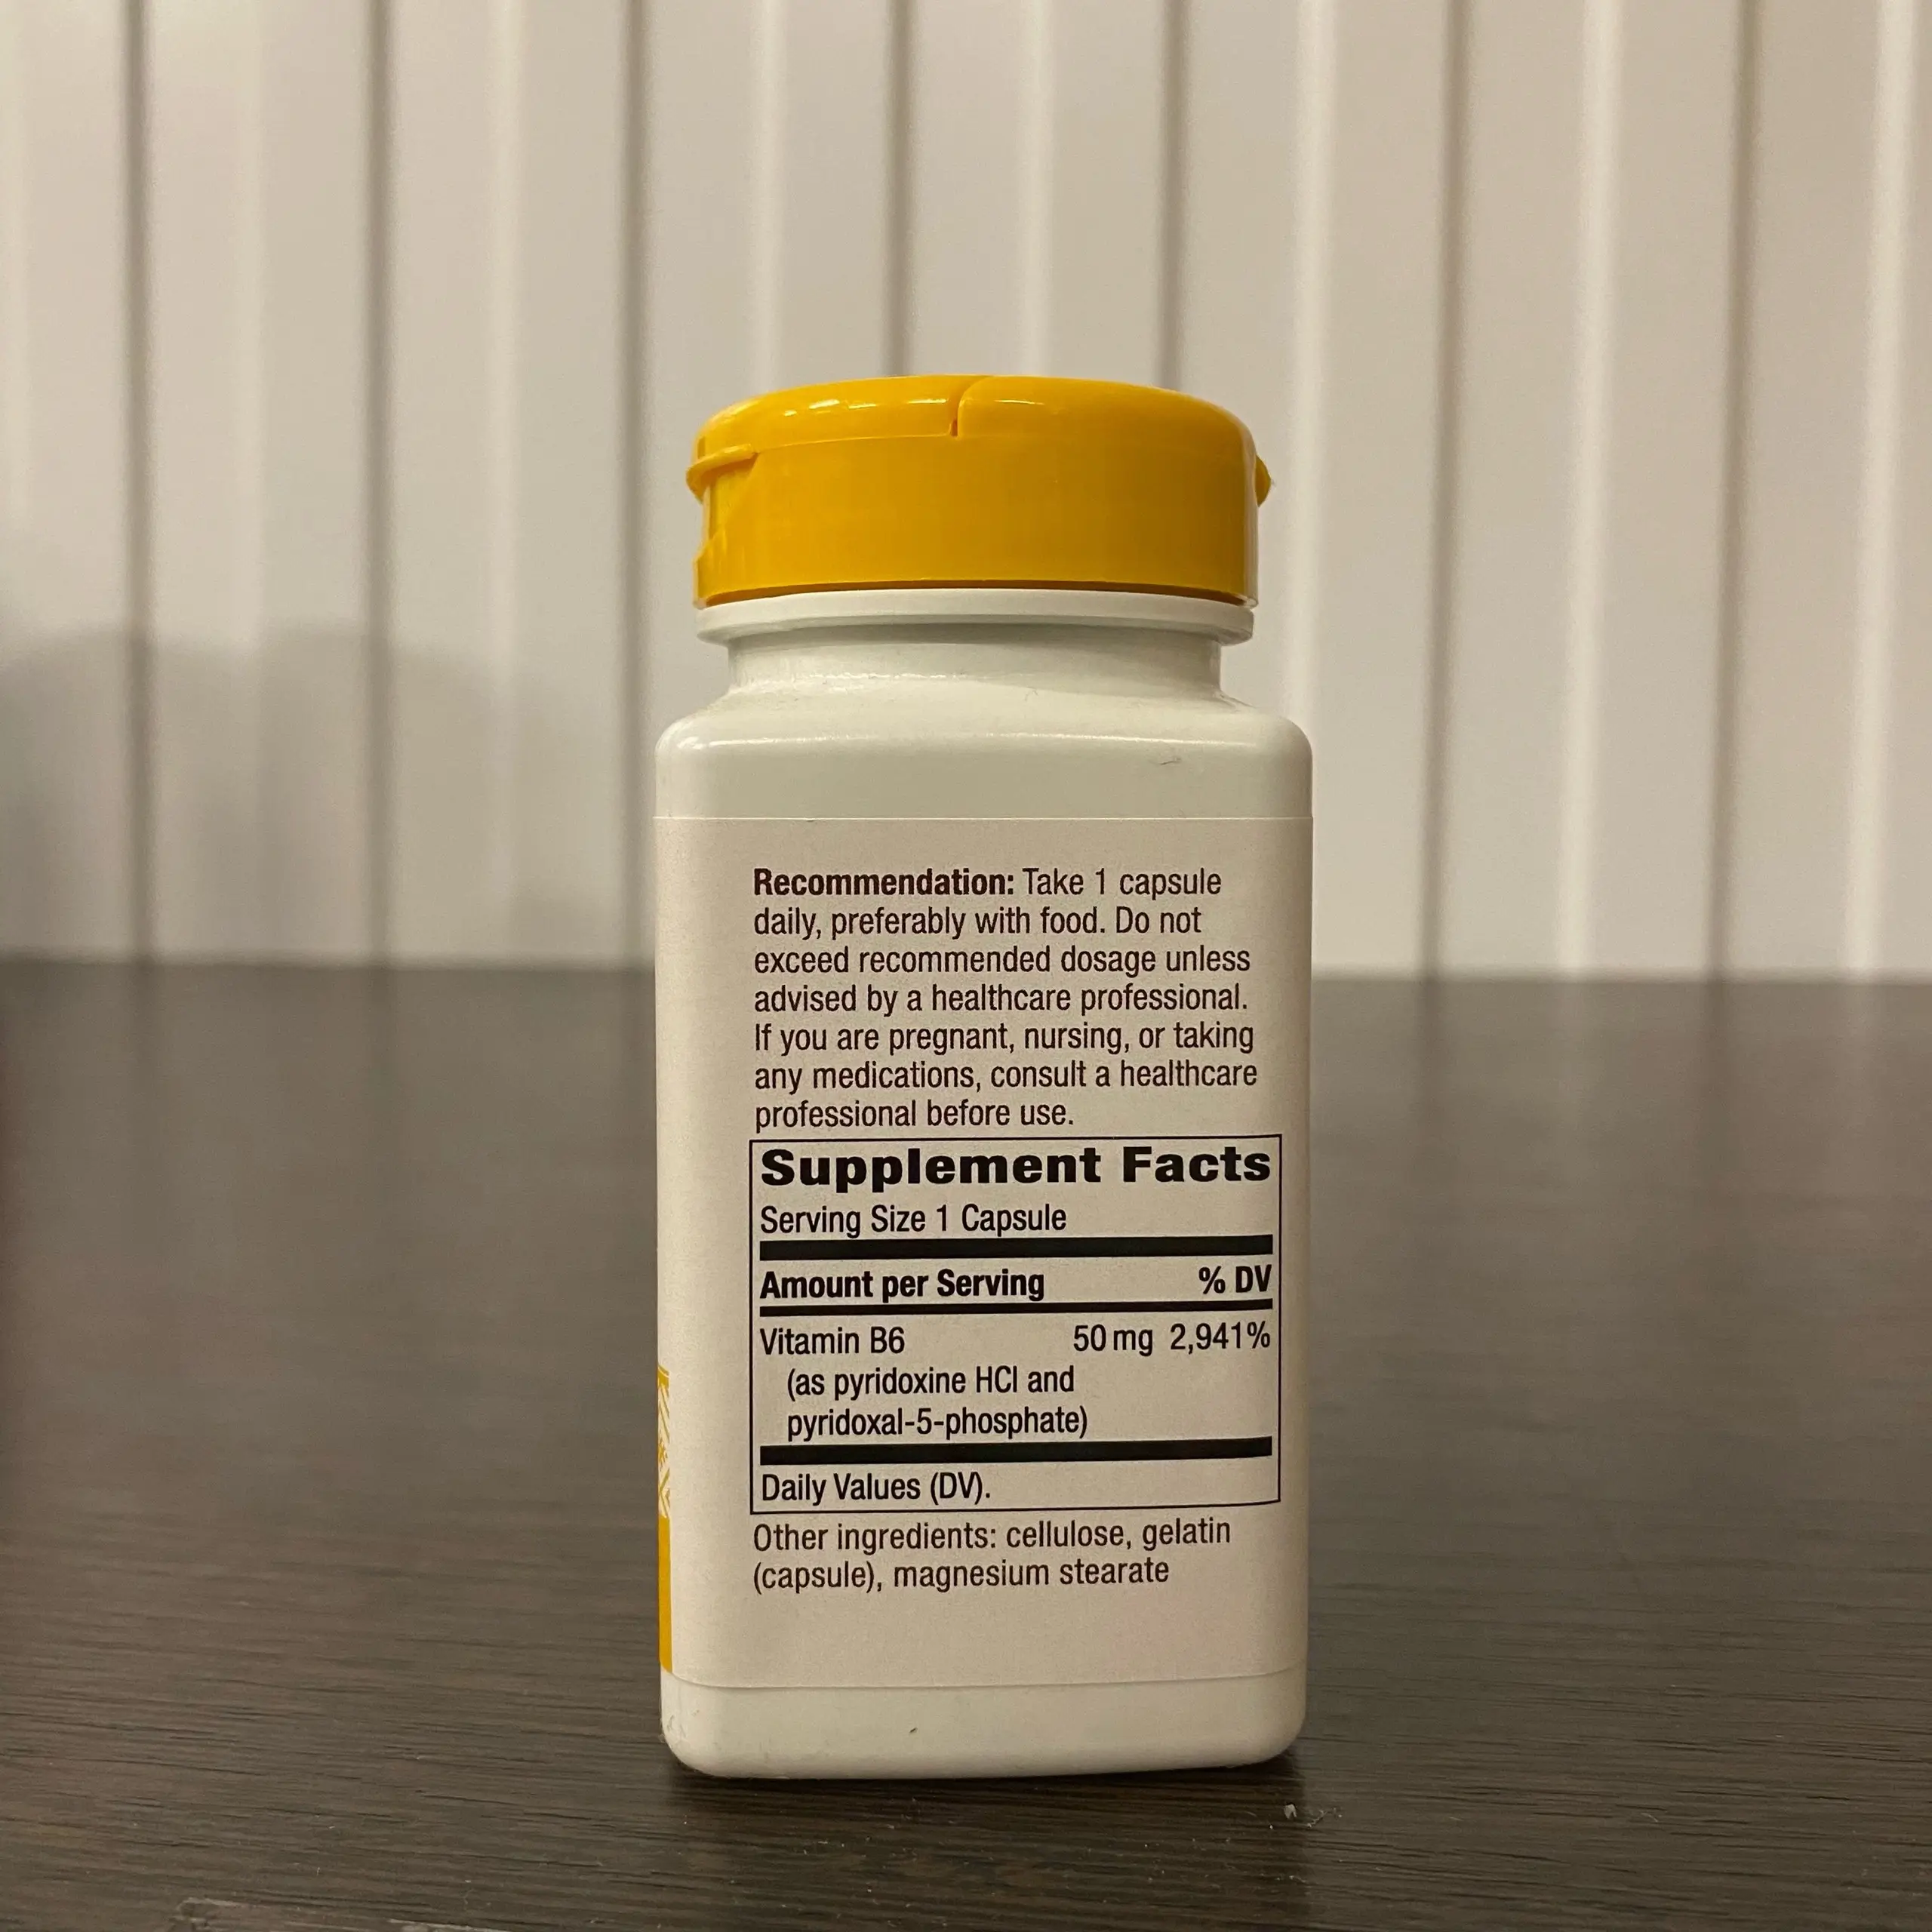 Recommendation: Take 1 capsule
daily, preferably with food. Do not
exceed recommended dosage unless
advised by a healthcare professional.
If you are pregnant, nursing, or taking
any medications, consult a healthcare
professional before use.
Supplement Facts
Serving Size 1 Capsule
Amount per Serving % DV
Vitamin B6 50 mg 2,941%
(as pyridoxine HCl and
pyridoxal-5-phosphate)
Daily Values (DV).
Other ingredients: cellulose, gelatin
(capsule), magnesium stearate